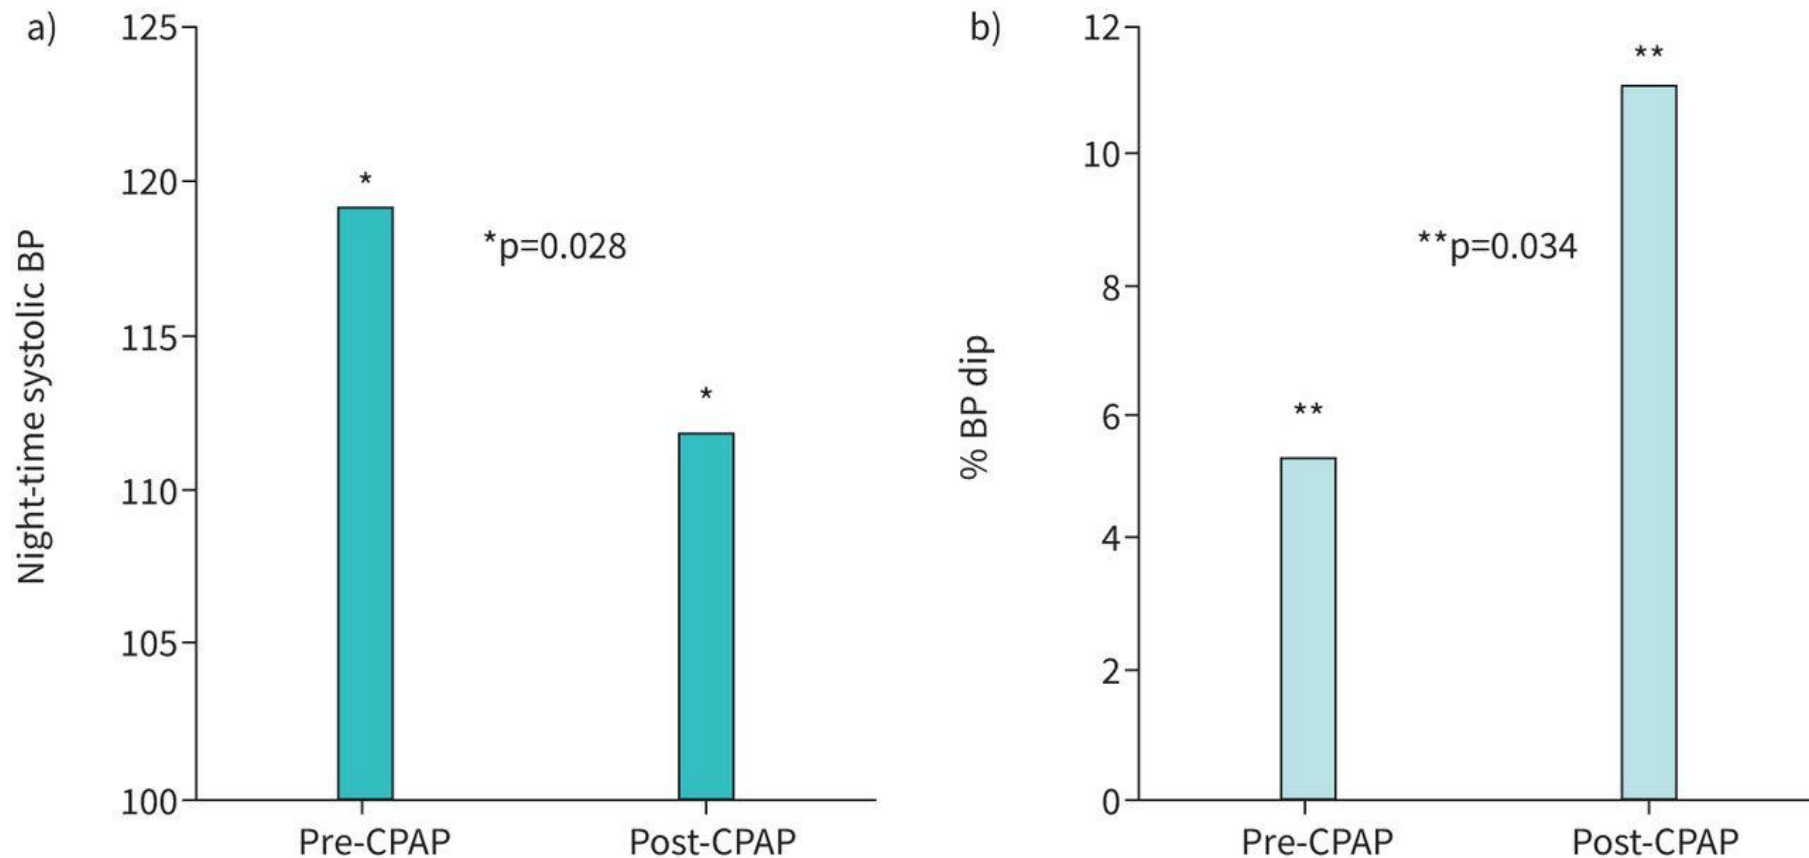 a)
Night-time systolic BP
125
120
115
110
105
100
*
*p=0.028
*
Pre-CPAP
Post-CPAP
b)
% BP dip
12
10
8
6
4
2
0
**
**p=0.034
**
Pre-CPAP
Post-CPAP